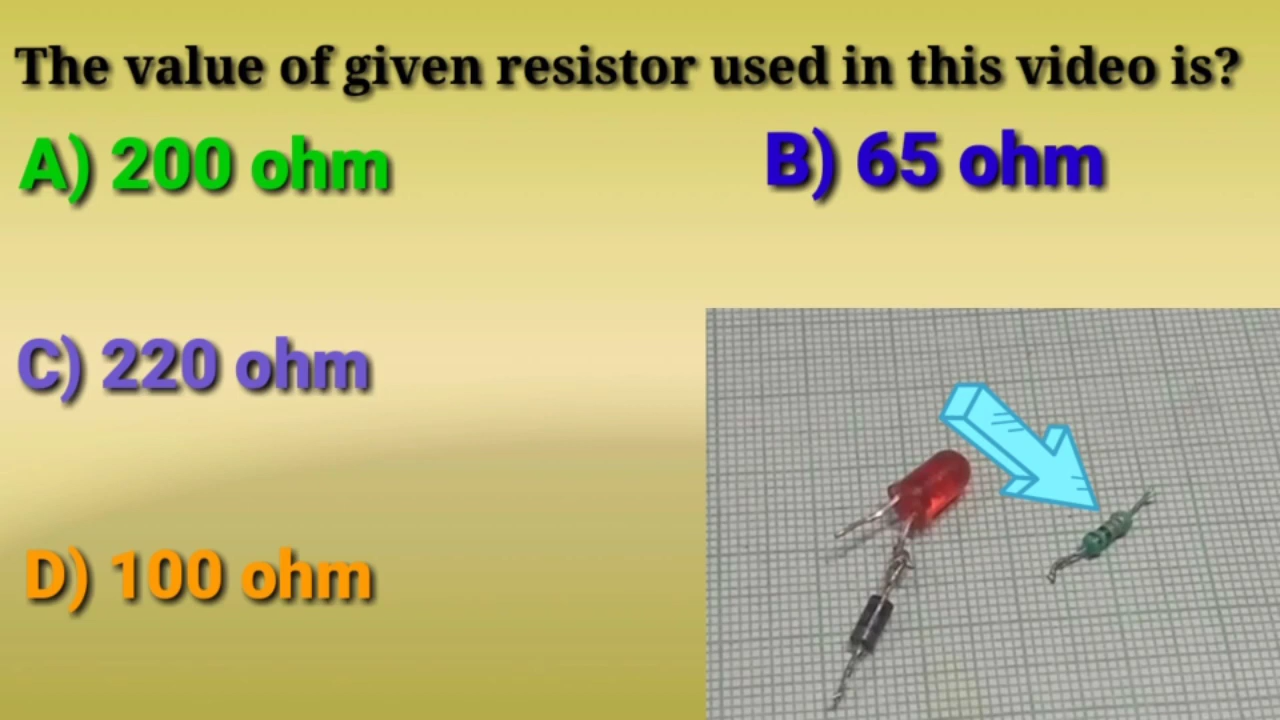 The value of given resistor used in this video is?
A) 200 ohm
B) 65 ohm
C) 220 ohm
D) 100 ohm